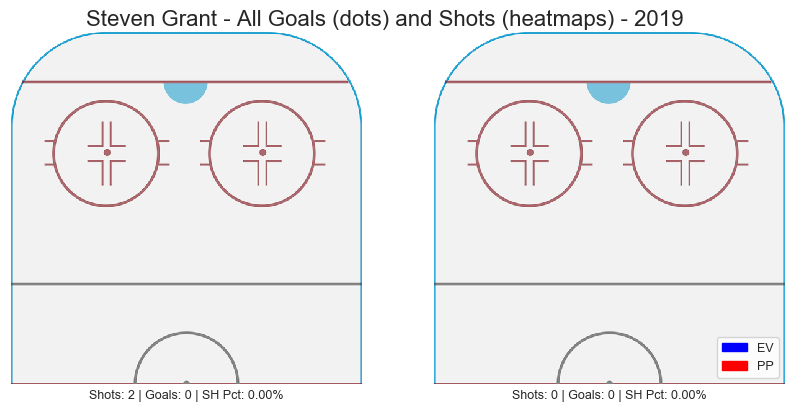 Steven Grant - All Goals (dots) and Shots (heatmaps) - 2019
EV
PP
Shots: 2 | Goals: 0 | SH Pct: 0.00%
Shots: 0 | Goals: 0 | SH Pct: 0.00%